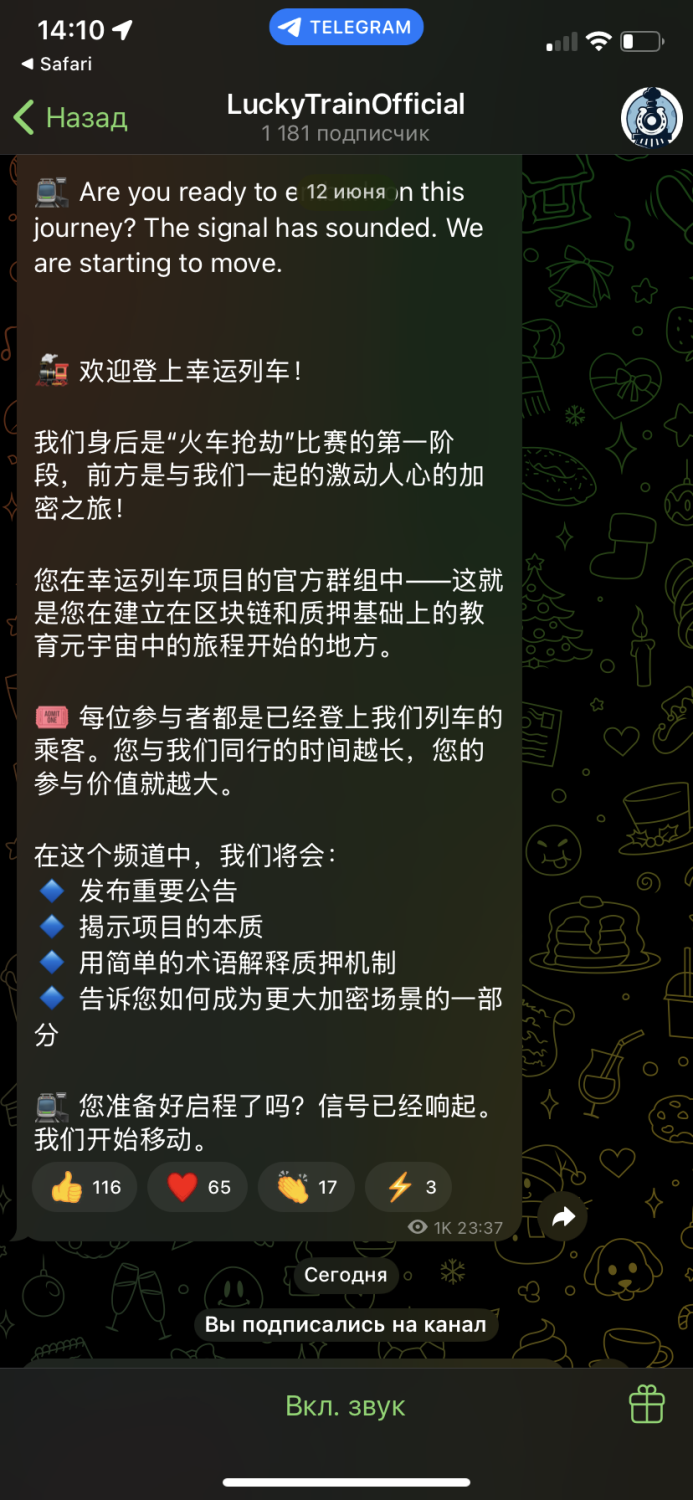 14:10
TELEGRAM
Safari
Назад
LuckyTrainOfficial
1 181 подписчик
12 июня
Are you ready to e n this
journey? The signal has sounded. We
are starting to move.
欢迎登上幸运列车！
我们身后是“火车抢劫”比赛的第一阶
段，前方是与我们一起的激动人心的加
密之旅！
您在幸运列车项目的官方群组中——这就
是您在建立在区块链和质押基础上的教
育元宇宙中的旅程开始的地方。
每位参与者都是已经登上我们列车的
乘客。您与我们同行的时间越长，您的
参与价值就越大。
在这个频道中，我们将会：
发布重要公告
揭示项目的本质
用简单的术语解释质押机制
告诉您如何成为更大加密场景的一部
分
您准备好启程了吗？信号已经响起。
我们开始移动。
116 65 17 3
1K 23:37
Сегодня
Вы подписались на канал
Вкл. звук